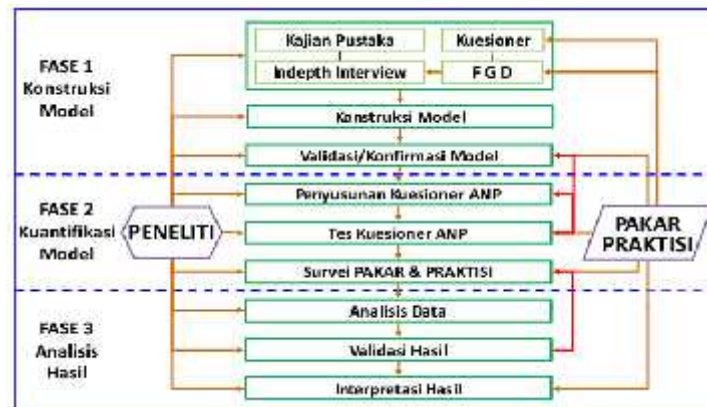 FASE 1
Konstruksi
Model
Kajian Pustaka
Kuesioner
Indepth Interview
F G D
Kanstruksi Model
Validasi/Konfirmasi Model
FASE 2
Kuantifikasi
Model
PENELITI
Penyusunan Kuesioner ANP
Tes Kuesioner ANP
Survei PAKAR & PRAKTISI
PAKAR
PRAKTISI
FASE 3
Analisis
Hasil
Analisis Data
Validasi Hasil
Interpretasi Hasil